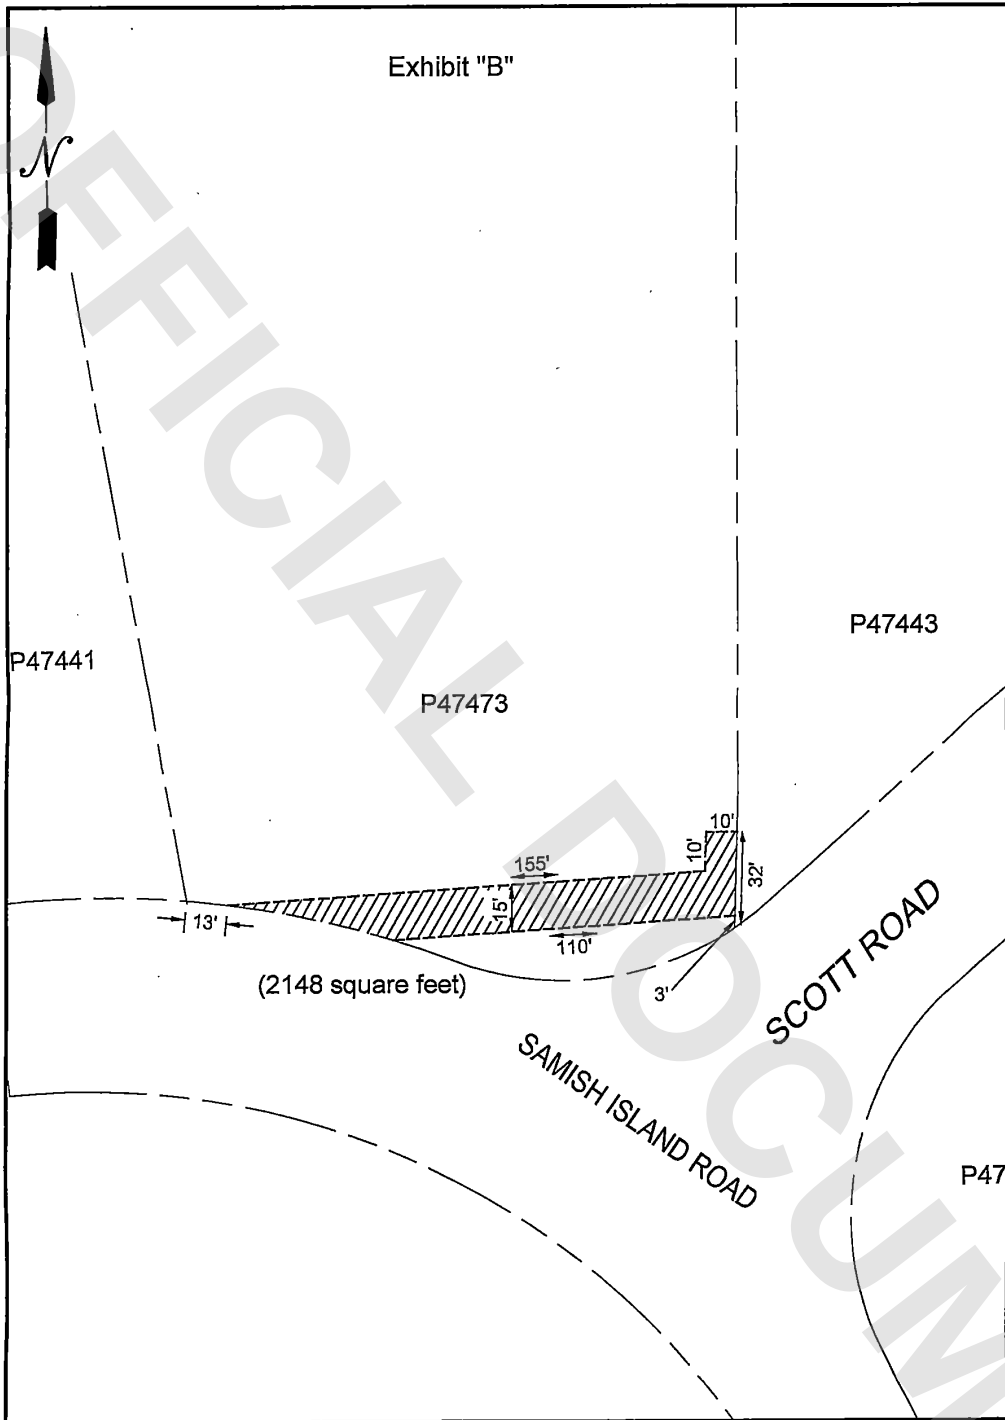 Exhibit "B"
N
P47443
P47441
P47473
10'
10'
155'
32'
15'
13'
110'
(2148 square feet)
3'
SCOTT ROAD
SAMISH ISLAND ROAD
P47
OFFICIAL DOCUM